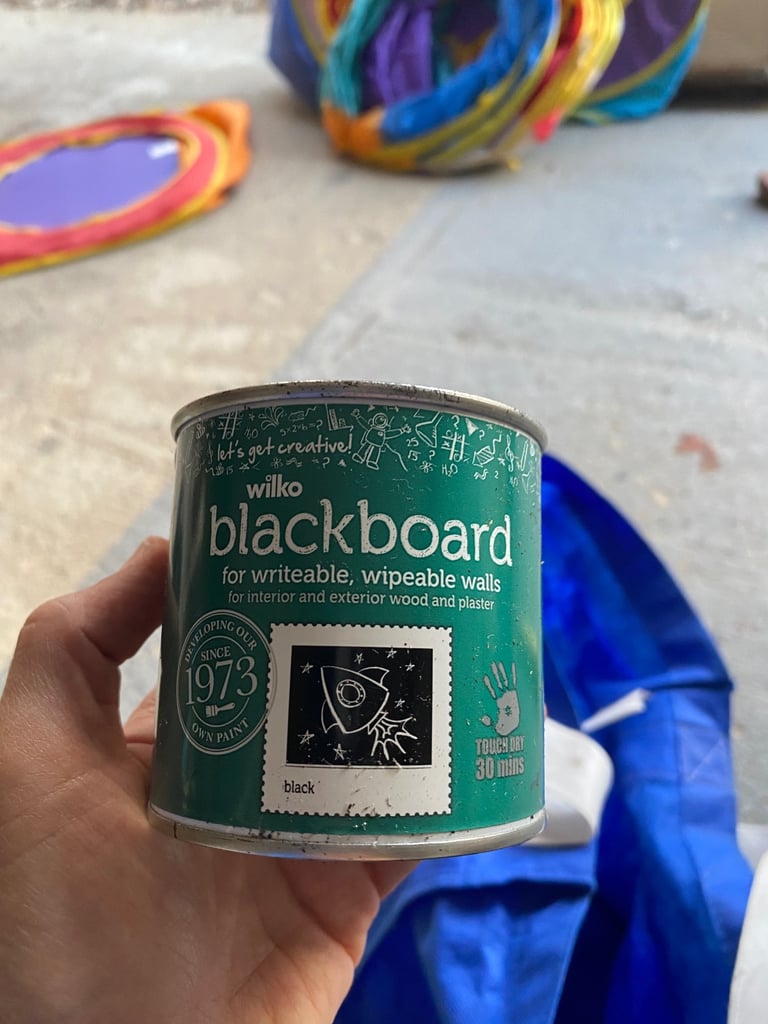 let's get creative!
wilko
blackboard
for writeable, wipeable walls
for interior and exterior wood and plaster
DEVELOPING OUR
SINCE
1973
OWN PAINT
black
TOUCH DRY
30 mins